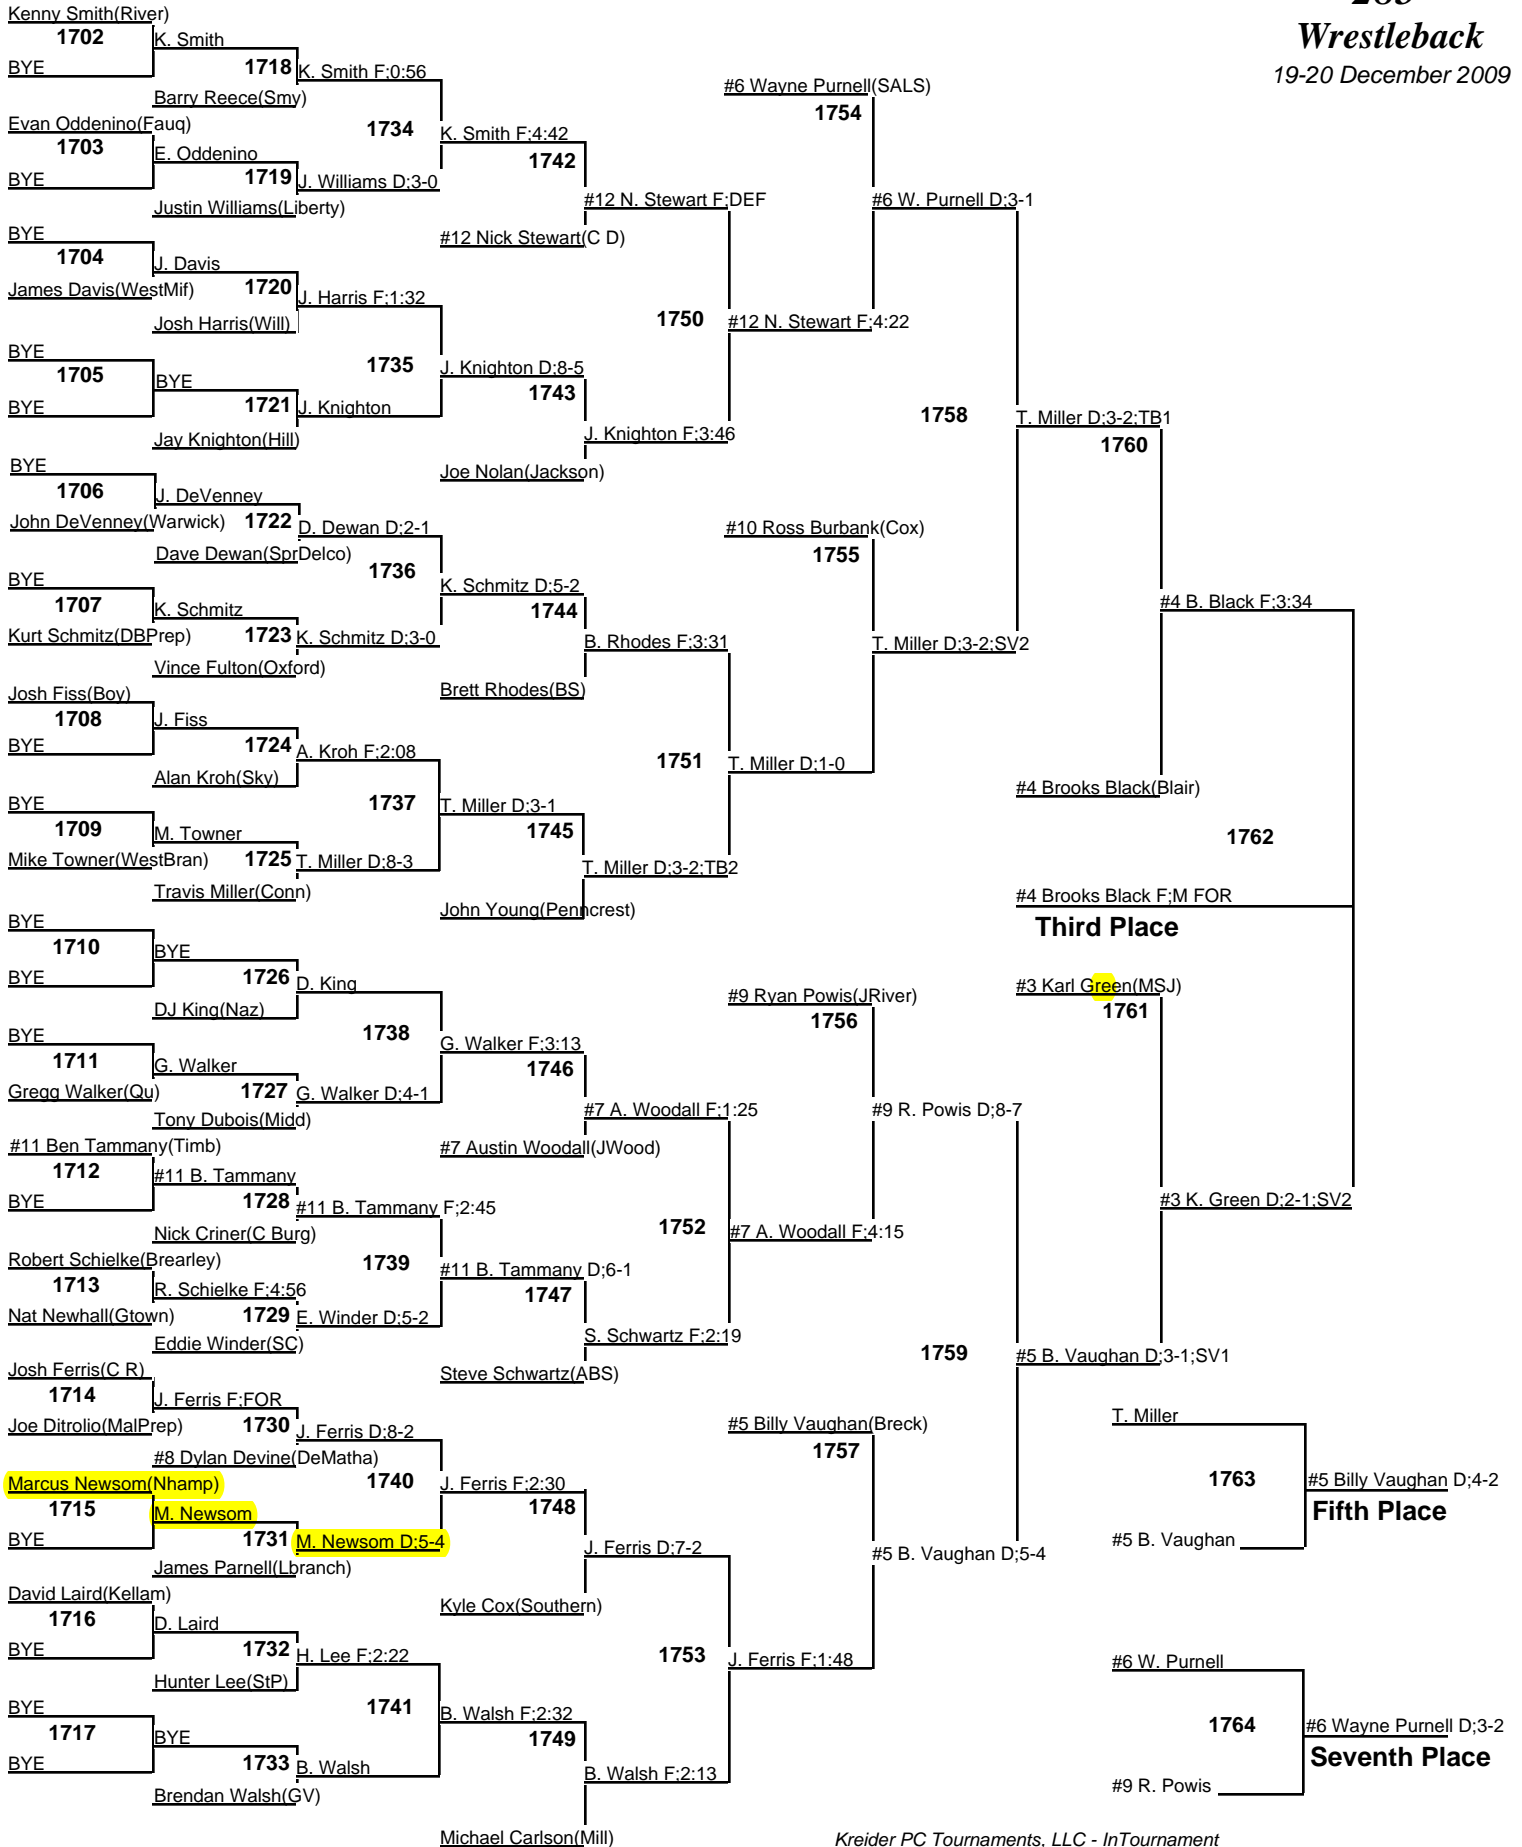 285
Wrestleback
19-20 December 2009
Kenny Smith(River)
1702
K. Smith
BYE
1718
K. Smith F;0:56
Barry Reece(Smy)
Evan Oddenino(Fauq)
1734
K. Smith F;4:42
1703
E. Oddenino
1742
BYE
1719
J. Williams D;3-0
Justin Williams(Liberty)
#12 N. Stewart F;DEF
#12 Nick Stewart(C D)
BYE
1704
J. Davis
James Davis(WestMif)
1720
J. Harris F;1:32
Josh Harris(Will)
1750
#12 N. Stewart F;4:22
BYE
1735
J. Knighton D;8-5
1705
BYE
1743
BYE
1721
J. Knighton
Jay Knighton(Hill)
J. Knighton F;3:46
Joe Nolan(Jackson)
#6 Wayne Purnell(SALS)
1754
#6 W. Purnell D;3-1
1758
T. Miller D;3-2;TB1
1760
BYE
1706
J. DeVenney
John DeVenney(Warwick)
1722
D. Dewan D;2-1
Dave Dewan(SprDelco)
1736
K. Schmitz D;5-2
BYE
1707
K. Schmitz
1744
Kurt Schmitz(DBPrep)
1723
K. Schmitz D;3-0
B. Rhodes F;3:31
Vince Fulton(Oxford)
Brett Rhodes(BS)
#10 Ross Burbank(Cox)
1755
T. Miller D;3-2;SV2
#4 B. Black F;3:34
Josh Fiss(Boy)
1708
J. Fiss
BYE
1724
A. Kroh F;2:08
Alan Kroh(Sky)
1751
T. Miller D;1-0
BYE
1737
T. Miller D;3-1
1709
M. Towner
1745
Mike Towner(WestBran)
1725
T. Miller D;8-3
T. Miller D;3-2;TB2
Travis Miller(Conn)
John Young(Penncrest)
#4 Brooks Black(Blair)
1762
#4 Brooks Black F;M FOR
Third Place
BYE
1710
BYE
BYE
1726
D. King
DJ King(Naz)
#9 Ryan Powis(JRiver)
1756
#3 Karl Green(MSJ)
1761
BYE
1738
G. Walker F;3:13
1711
G. Walker
1746
Gregg Walker(Qu)
1727
G. Walker D;4-1
Tony Dubois(Midd)
#7 A. Woodall F;1:25
#9 R. Powis D;8-7
#7 Austin Woodall(JWood)
#11 Ben Tammany(Timb)
1712
#11 B. Tammany
BYE
1728
#11 B. Tammany F;2:45
Nick Criner(C Burg)
1752
#7 A. Woodall F;4:15
#3 K. Green D;2-1;SV2
Robert Schielke(Brearley)
1739
#11 B. Tammany D;6-1
1713
R. Schielke F;4:56
1747
Nat Newhall(Gtown)
1729
E. Winder D;5-2
Eddie Winder(SC)
S. Schwartz F;2:19
Steve Schwartz(ABS)
1759
#5 B. Vaughan D;3-1;SV1
Josh Ferris(C R)
1714
J. Ferris F;FOR
Joe Ditrolio(MalPrep)
1730
J. Ferris D;8-2
#8 Dylan Devine(DeMatha)
#5 Billy Vaughan(Breck)
1757
T. Miller
1763
#5 Billy Vaughan D;4-2
Fifth Place
#5 B. Vaughan
Marcus Newsom(Nhamp)
1740
J. Ferris F;2:30
1715
M. Newsom
1748
BYE
1731
M. Newsom D;5-4
James Parnell(Lbranch)
J. Ferris D;7-2
#5 B. Vaughan D;5-4
Kyle Cox(Southern)
David Laird(Kellam)
1716
D. Laird
BYE
1732
H. Lee F;2:22
Hunter Lee(StP)
1753
J. Ferris F;1:48
#6 W. Purnell
BYE
1741
B. Walsh F;2:32
1717
BYE
1749
BYE
1733
B. Walsh
Brendan Walsh(GV)
B. Walsh F;2:13
1764
#6 Wayne Purnell D;3-2
Seventh Place
#9 R. Powis
Michael Carlson(Mill)
Kreider PC Tournaments, LLC - InTournament